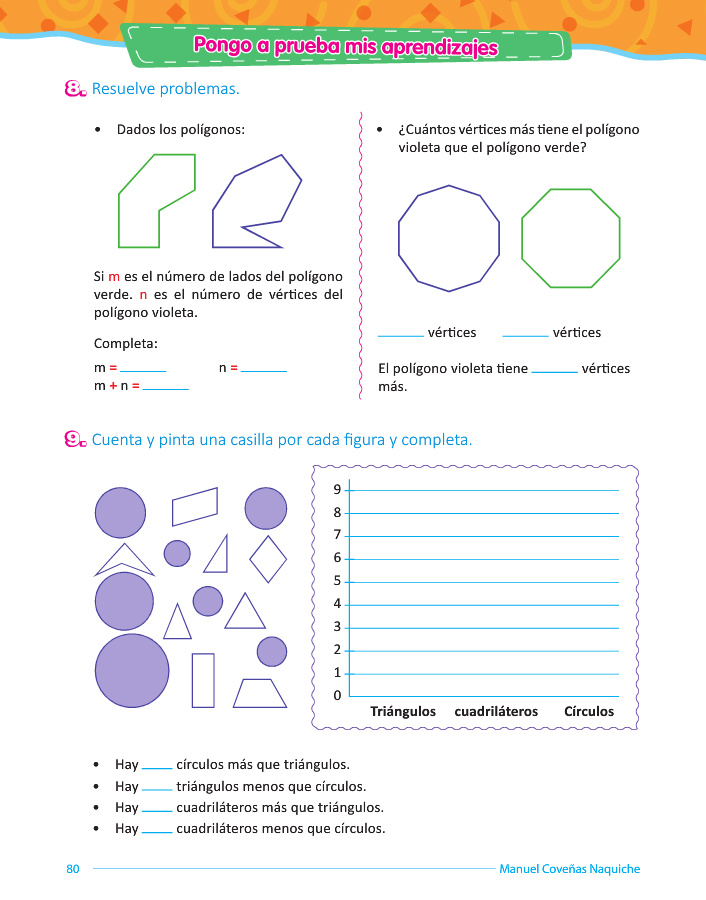 Pongo a prueba mis aprendizajes
8. Resuelve problemas.
• Dados los polígonos:
Si m es el número de lados del polígono
verde. n es el número de vértices del
polígono violeta.
Completa:
m = ______ n = ______
m + n = ______
• ¿Cuántos vértices más tiene el polígono
violeta que el polígono verde?
______ vértices ______ vértices
El polígono violeta tiene ______ vértices
más.
9. Cuenta y pinta una casilla por cada figura y completa.
9
8
7
6
5
4
3
2
1
0
Triángulos cuadriláteros Círculos
• Hay ____ círculos más que triángulos.
• Hay ____ triángulos menos que círculos.
• Hay ____ cuadriláteros más que triángulos.
• Hay ____ cuadriláteros menos que círculos.
80 Manuel Coveñas Naquiche